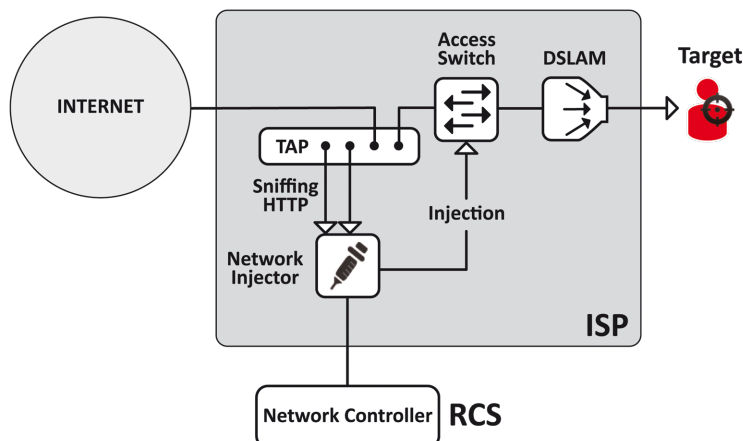 INTERNET
Access
Switch
DSLAM
Target
TAP
Sniffing
HTTP
Injection
Network
Injector
ISP
Network Controller
RCS